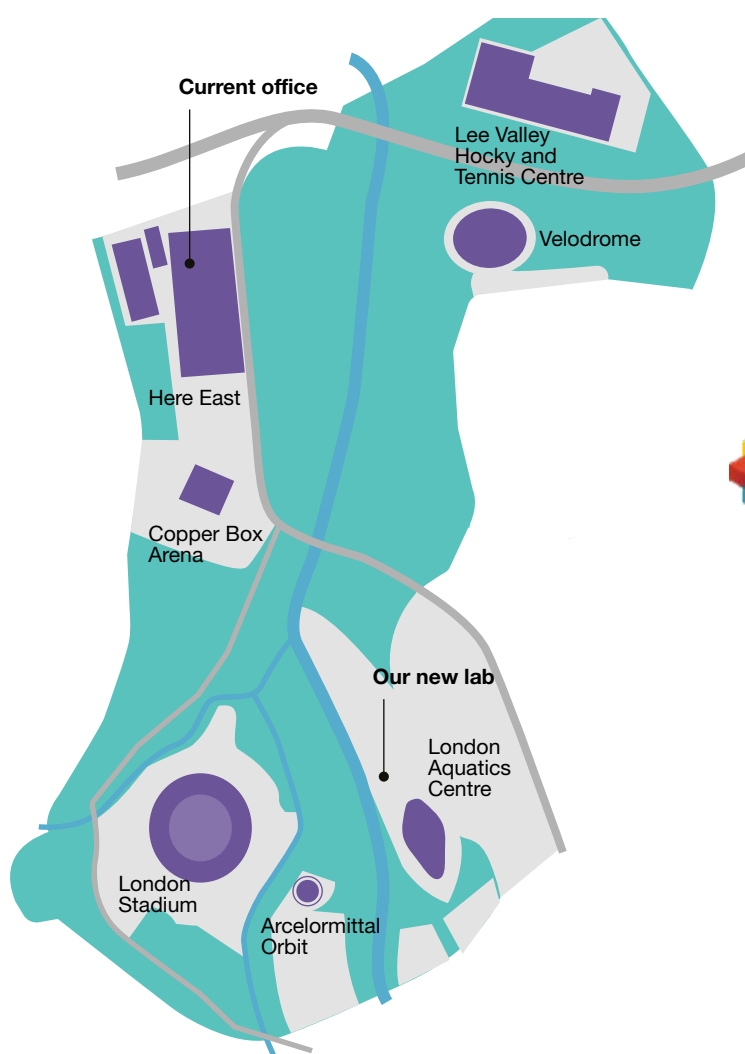 Current office
Lee Valley
Hocky and
Tennis Centre
Velodrome
Here East
Copper Box
Arena
Our new lab
London
Aquatics
Centre
London
Stadium
Arcelormittal
Orbit